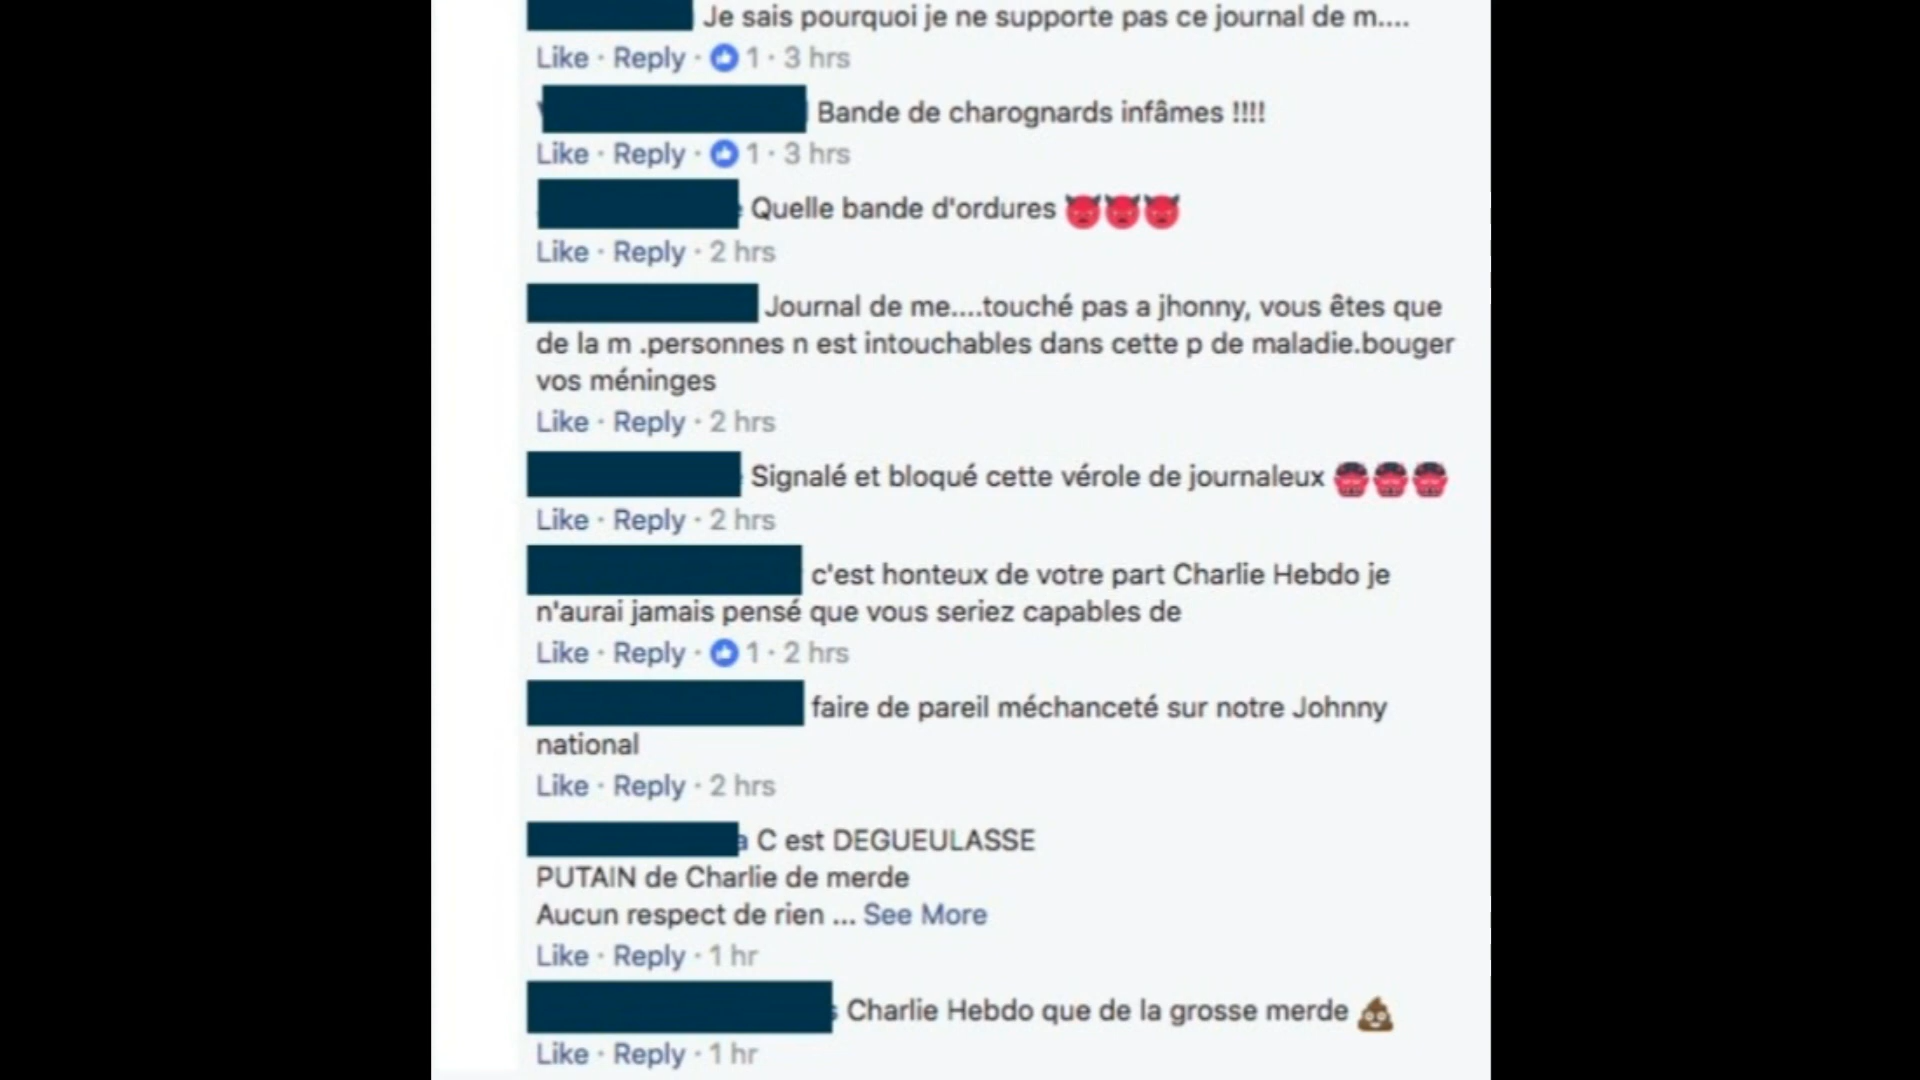 Je sais pourquoi je ne supporte pas ce journal de m....
Like · Reply · 1 · 3 hrs
Bande de charognards infâmes !!!!
Like · Reply · 1 · 3 hrs
Quelle bande d'ordures 👿👿👿
Like · Reply · 2 hrs
Journal de me....touché pas a jhonny, vous êtes que
de la m .personnes n est intouchables dans cette p de maladie.bouger
vos méninges
Like · Reply · 2 hrs
Signalé et bloqué cette vérole de journaleux
Like · Reply · 2 hrs
c'est honteux de votre part Charlie Hebdo je
n'aurai jamais pensé que vous seriez capables de
Like · Reply · 1 · 2 hrs
faire de pareil méchanceté sur notre Johnny
national
Like · Reply · 2 hrs
C est DEGUEULASSE
PUTAIN de Charlie de merde
Aucun respect de rien ... See More
Like · Reply · 1 hr
Charlie Hebdo que de la grosse merde 💩
Like · Reply · 1 hr